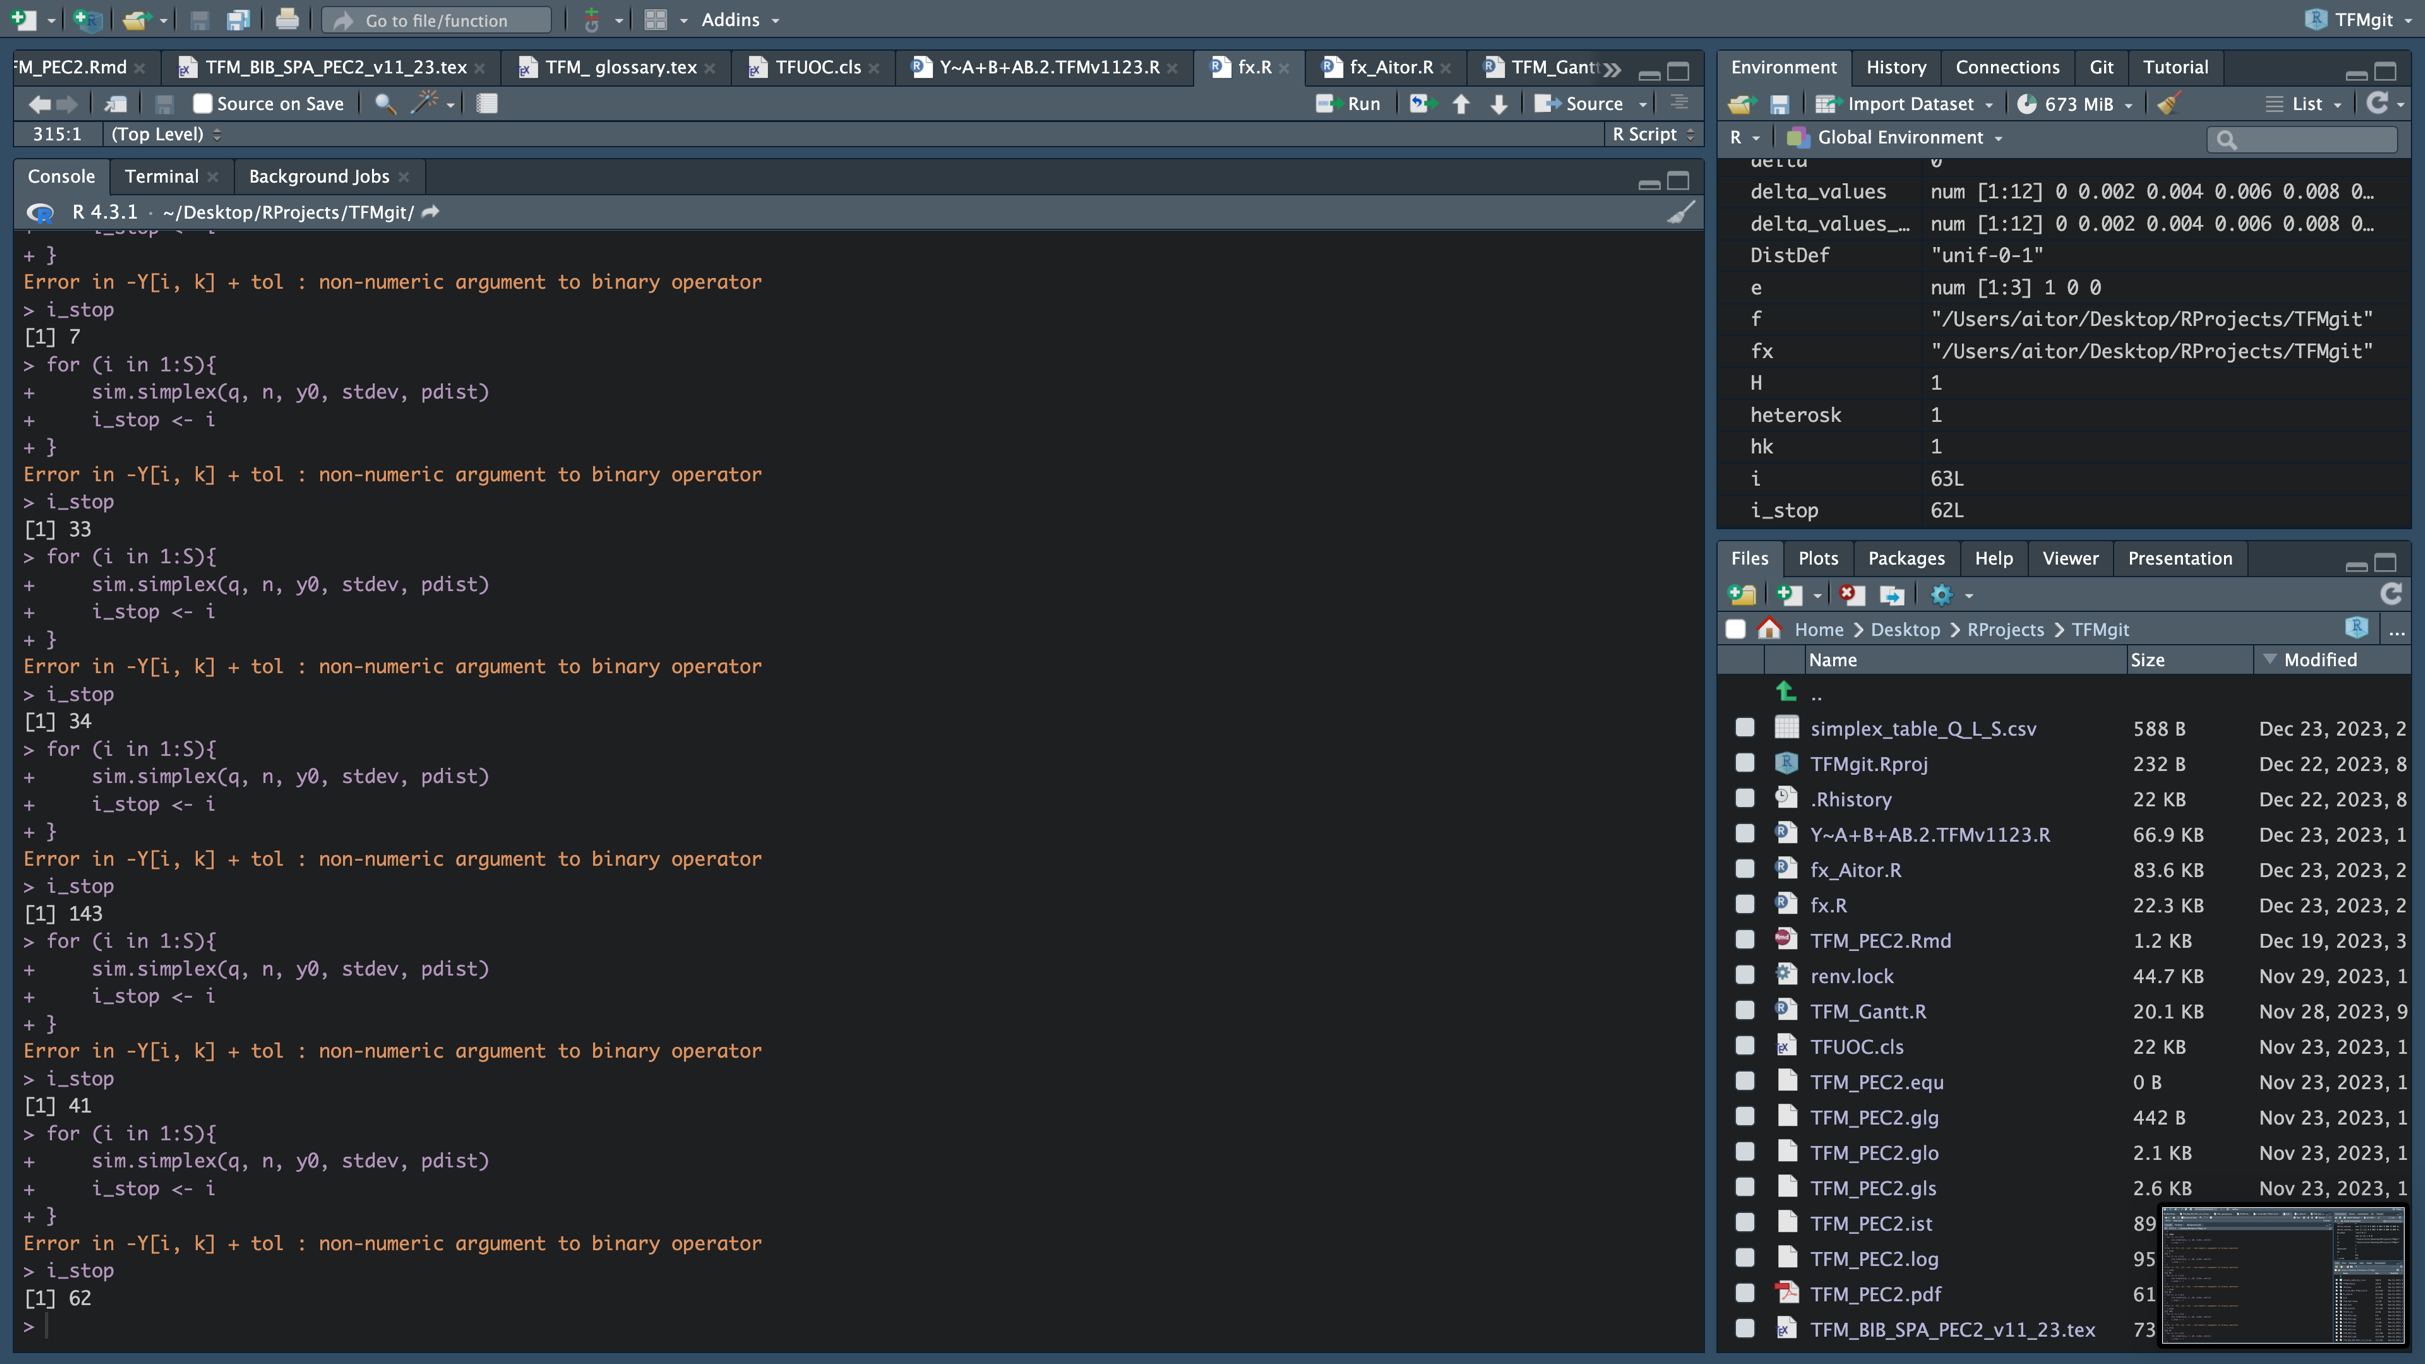 Go to file/function
Addins
TFMgit
FM_PEC2.Rmd
TFM_BIB_SPA_PEC2_v11_23.tex
TFM_ glossary.tex
TFUOC.cls
Y~A+B+AB.2.TFMv1123.R
fx.R
fx_Aitor.R
TFM_Gantt
Source on Save
Run
Source
315:1
(Top Level)
R Script
Console
Terminal
Background Jobs
R 4.3.1 · ~/Desktop/RProjects/TFMgit/
+     i_stop <- i
+ }
Error in -Y[i, k] + tol : non-numeric argument to binary operator
> i_stop
[1] 7
> for (i in 1:S){
+     sim.simplex(q, n, y0, stdev, pdist)
+     i_stop <- i
+ }
Error in -Y[i, k] + tol : non-numeric argument to binary operator
> i_stop
[1] 33
> for (i in 1:S){
+     sim.simplex(q, n, y0, stdev, pdist)
+     i_stop <- i
+ }
Error in -Y[i, k] + tol : non-numeric argument to binary operator
> i_stop
[1] 34
> for (i in 1:S){
+     sim.simplex(q, n, y0, stdev, pdist)
+     i_stop <- i
+ }
Error in -Y[i, k] + tol : non-numeric argument to binary operator
> i_stop
[1] 143
> for (i in 1:S){
+     sim.simplex(q, n, y0, stdev, pdist)
+     i_stop <- i
+ }
Error in -Y[i, k] + tol : non-numeric argument to binary operator
> i_stop
[1] 41
> for (i in 1:S){
+     sim.simplex(q, n, y0, stdev, pdist)
+     i_stop <- i
+ }
Error in -Y[i, k] + tol : non-numeric argument to binary operator
> i_stop
[1] 62
>
Environment
History
Connections
Git
Tutorial
Import Dataset
673 MiB
List
R
Global Environment
delta 0
delta_values num [1:12] 0 0.002 0.004 0.006 0.008 0…
delta_values_… num [1:12] 0 0.002 0.004 0.006 0.008 0…
DistDef "unif-0-1"
e num [1:3] 1 0 0
f "/Users/aitor/Desktop/RProjects/TFMgit"
fx "/Users/aitor/Desktop/RProjects/TFMgit"
H 1
heterosk 1
hk 1
i 63L
i_stop 62L
Files
Plots
Packages
Help
Viewer
Presentation
Home
Desktop
RProjects
TFMgit
...
Name Size Modified
..
simplex_table_Q_L_S.csv 588 B Dec 23, 2023, 2
TFMgit.Rproj 232 B Dec 22, 2023, 8
.Rhistory 22 KB Dec 22, 2023, 8
Y~A+B+AB.2.TFMv1123.R 66.9 KB Dec 23, 2023, 1
fx_Aitor.R 83.6 KB Dec 23, 2023, 2
fx.R 22.3 KB Dec 23, 2023, 2
TFM_PEC2.Rmd 1.2 KB Dec 19, 2023, 3
renv.lock 44.7 KB Nov 29, 2023, 1
TFM_Gantt.R 20.1 KB Nov 28, 2023, 9
TFUOC.cls 22 KB Nov 23, 2023, 1
TFM_PEC2.equ 0 B Nov 23, 2023, 1
TFM_PEC2.glg 442 B Nov 23, 2023, 1
TFM_PEC2.glo 2.1 KB Nov 23, 2023, 1
TFM_PEC2.gls 2.6 KB Nov 23, 2023, 1
TFM_PEC2.ist 89
TFM_PEC2.log 95
TFM_PEC2.pdf 61
TFM_BIB_SPA_PEC2_v11_23.tex 73